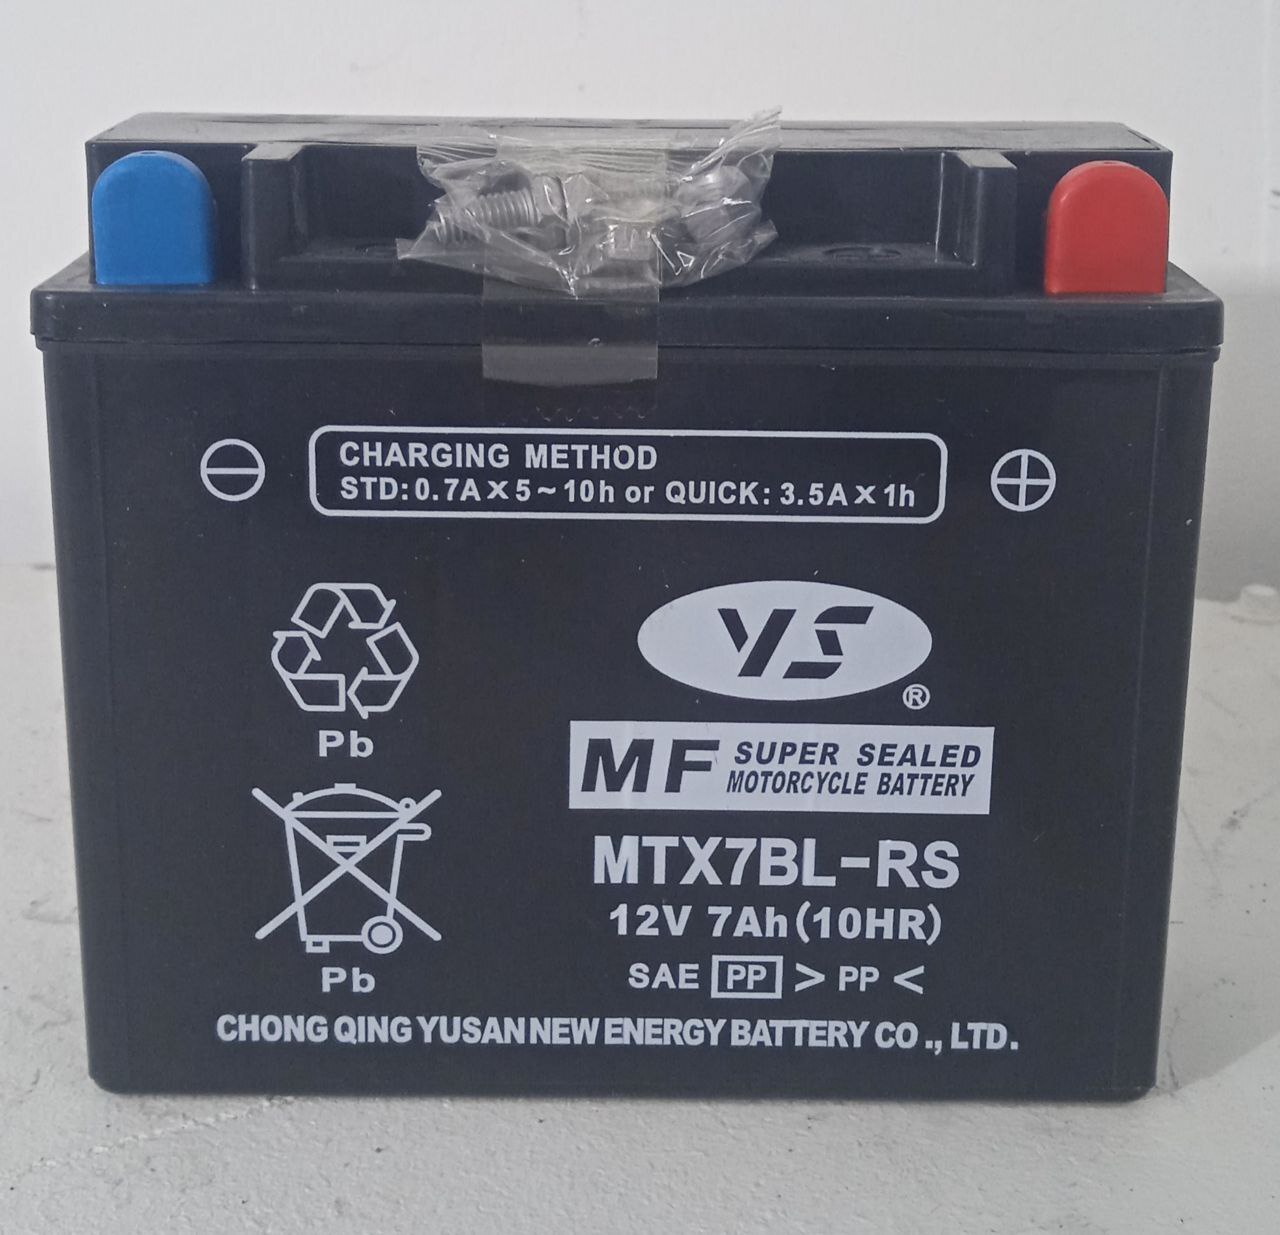 CHARGING METHOD
STD: 0.7A×5~10h or QUICK: 3.5A×1h
YS
®
Pb
MF SUPER SEALED
MOTORCYCLE BATTERY
MTX7BL-RS
12V 7Ah(10HR)
Pb
SAE PP > PP <
CHONG QING YUSAN NEW ENERGY BATTERY CO ., LTD.